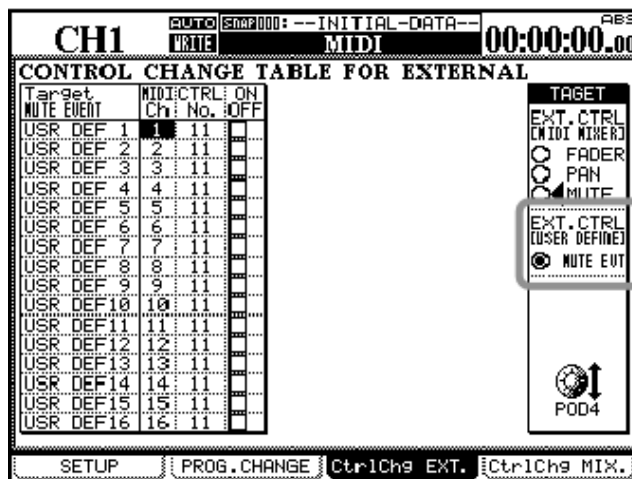 CH1 AUTO SNAP000: --INITIAL-DATA-- ABS
WRITE MIDI 00:00:00.00
CONTROL CHANGE TABLE FOR EXTERNAL
Target MIDI CTRL ON
MUTE EVENT Ch No. OFF
USR DEF 1 1 11
USR DEF 2 2 11
USR DEF 3 3 11
USR DEF 4 4 11
USR DEF 5 5 11
USR DEF 6 6 11
USR DEF 7 7 11
USR DEF 8 8 11
USR DEF 9 9 11
USR DEF10 10 11
USR DEF11 11 11
USR DEF12 12 11
USR DEF13 13 11
USR DEF14 14 11
USR DEF15 15 11
USR DEF16 16 11
TAGET
EXT.CTRL
[MIDI MIXER]
FADER
PAN
MUTE
EXT.CTRL
[USER DEFINE]
MUTE EVT
POD4
SETUP PROG.CHANGE CtrlChg EXT. CtrlChg MIX.